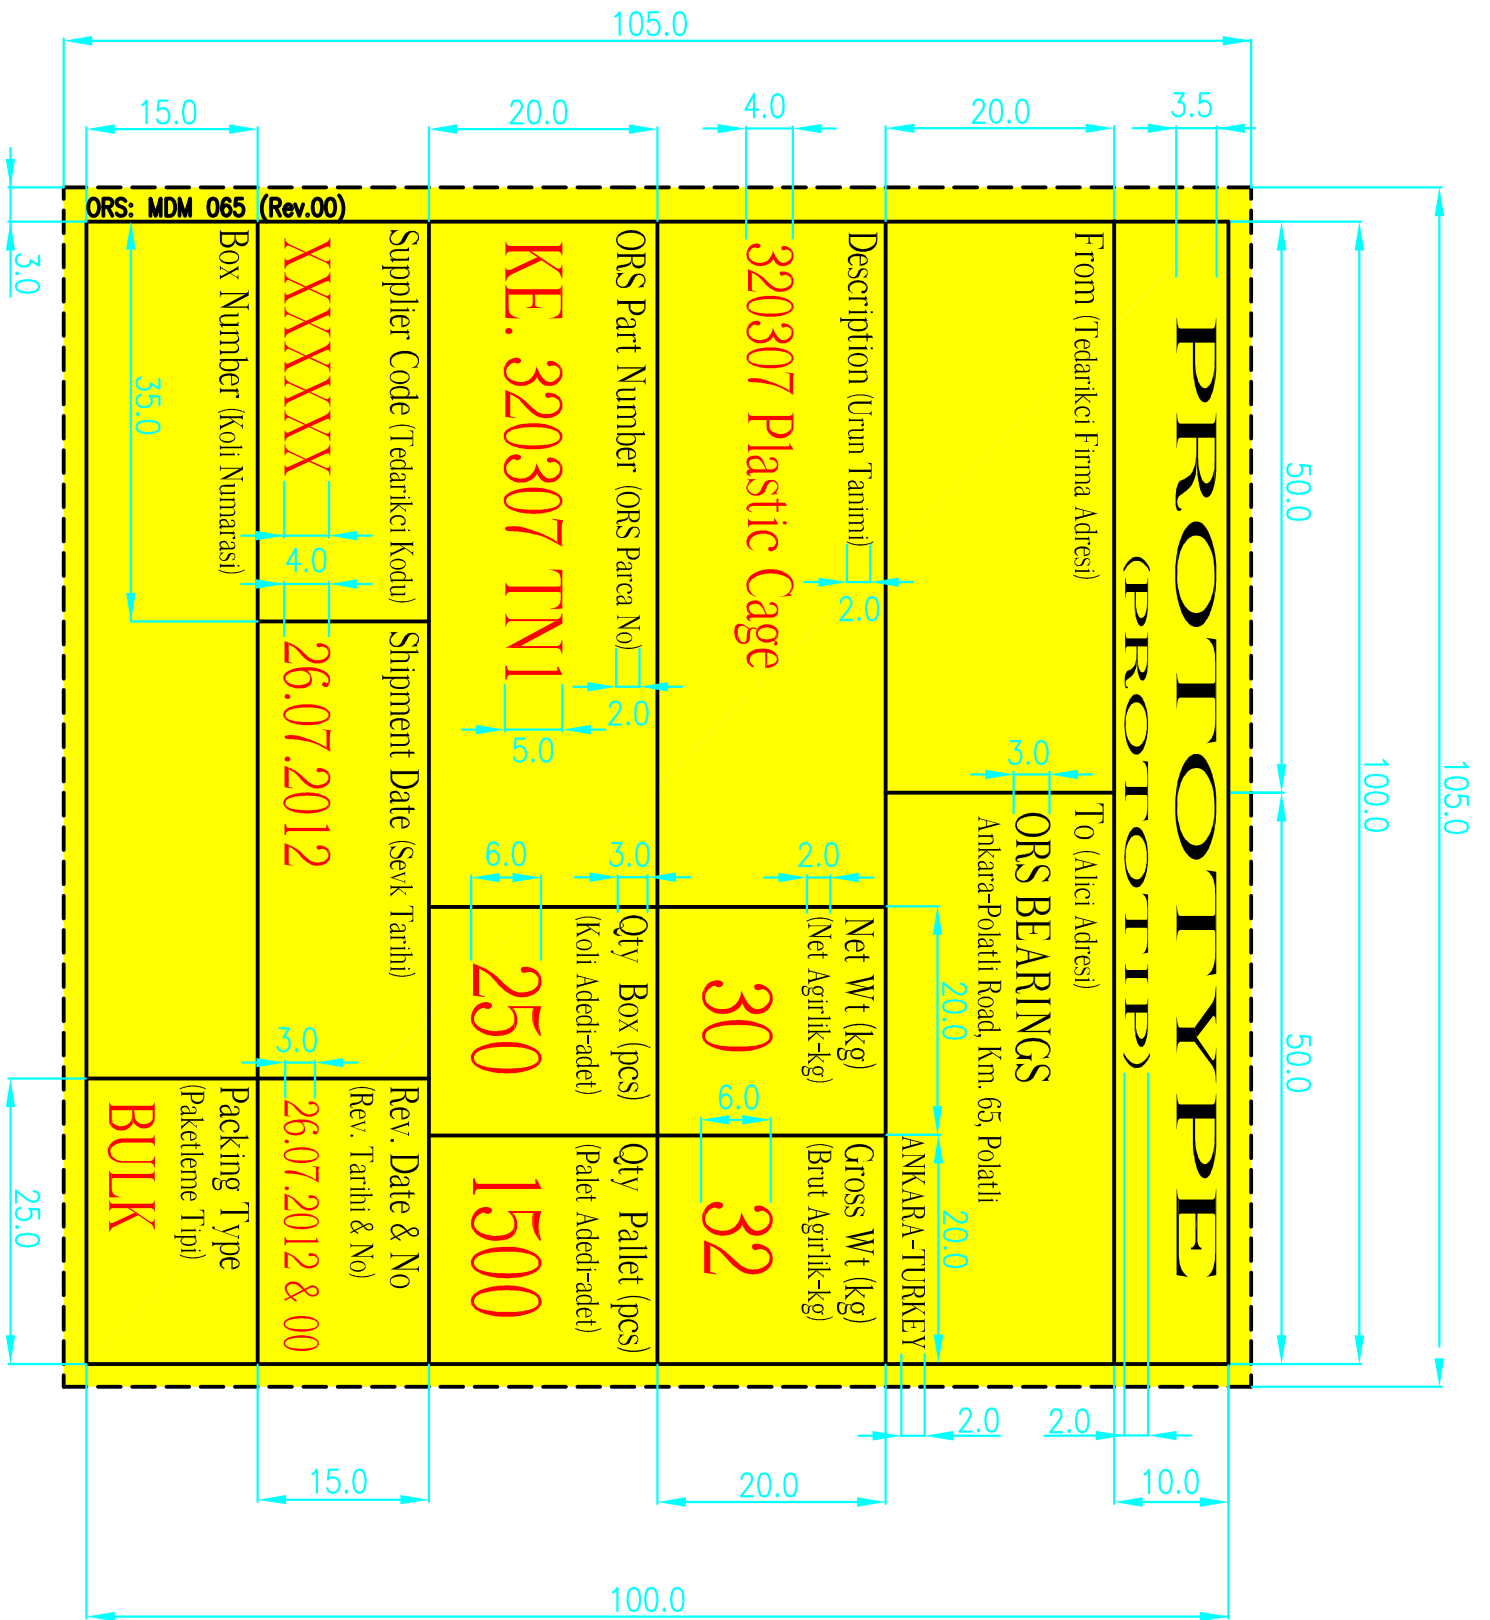 PROTOTYPE
(PROTOTIP)
From (Tedarikci Firma Adresi)
To (Alici Adresi)
ORS BEARINGS
Ankara-Polatli Road, Km. 65, Polatli
ANKARA-TURKEY
Description (Urun Tanimi)
320307 Plastic Cage
Net Wt (kg)
(Net Agirlik-kg)
30
Gross Wt (kg)
(Brut Agirlik-kg)
32
ORS Part Number (ORS Parca No)
KE. 320307 TN1
Qty Box (pcs)
(Koli Adedi-adet)
250
Qty Pallet (pcs)
(Palet Adedi-adet)
1500
Supplier Code (Tedarikci Kodu)
XXXXXXX
Shipment Date (Sevk Tarihi)
26.07.2012
Rev. Date & No
(Rev. Tarihi & No)
26.07.2012 & 00
Box Number (Koli Numarasi)
Packing Type
(Paketleme Tipi)
BULK
ORS: MDM 065 (Rev.00)
105.0
15.0
20.0
4.0
20.0
3.5
3.0
35.0
4.0
2.0
2.0
5.0
3.0
6.0
3.0
2.0
20.0
20.0
6.0
3.0
50.0
50.0
100.0
105.0
25.0
15.0
20.0
2.0
2.0
10.0
100.0